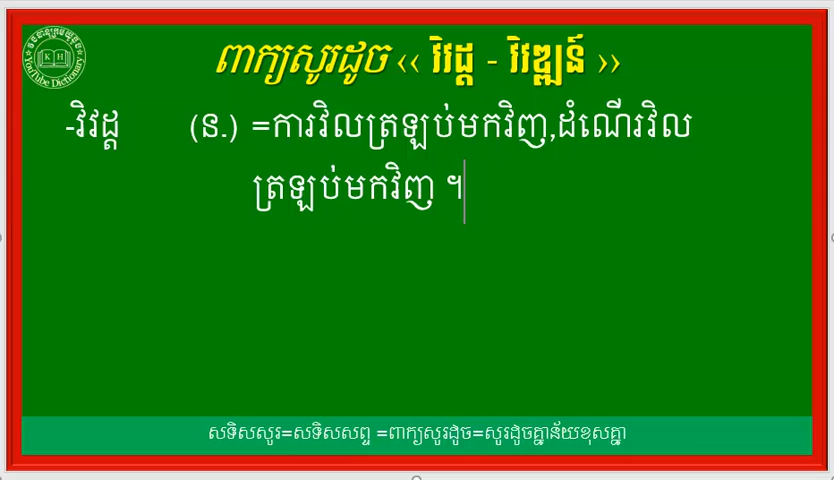 ពាក្យសូរដូច ‹‹ វិវដ្ត - វិវឌ្ឍន៍ ››
-វិវដ្ត (ន.) =ការវិលត្រឡប់មកវិញ,ដំណើរវិល
ត្រឡប់មកវិញ ។
សទិសសូរ=សទិសសព្ទ =ពាក្យសូរដូច=សូរដូចគ្នាន័យខុសគ្នា
K H
YouTube Dictionary